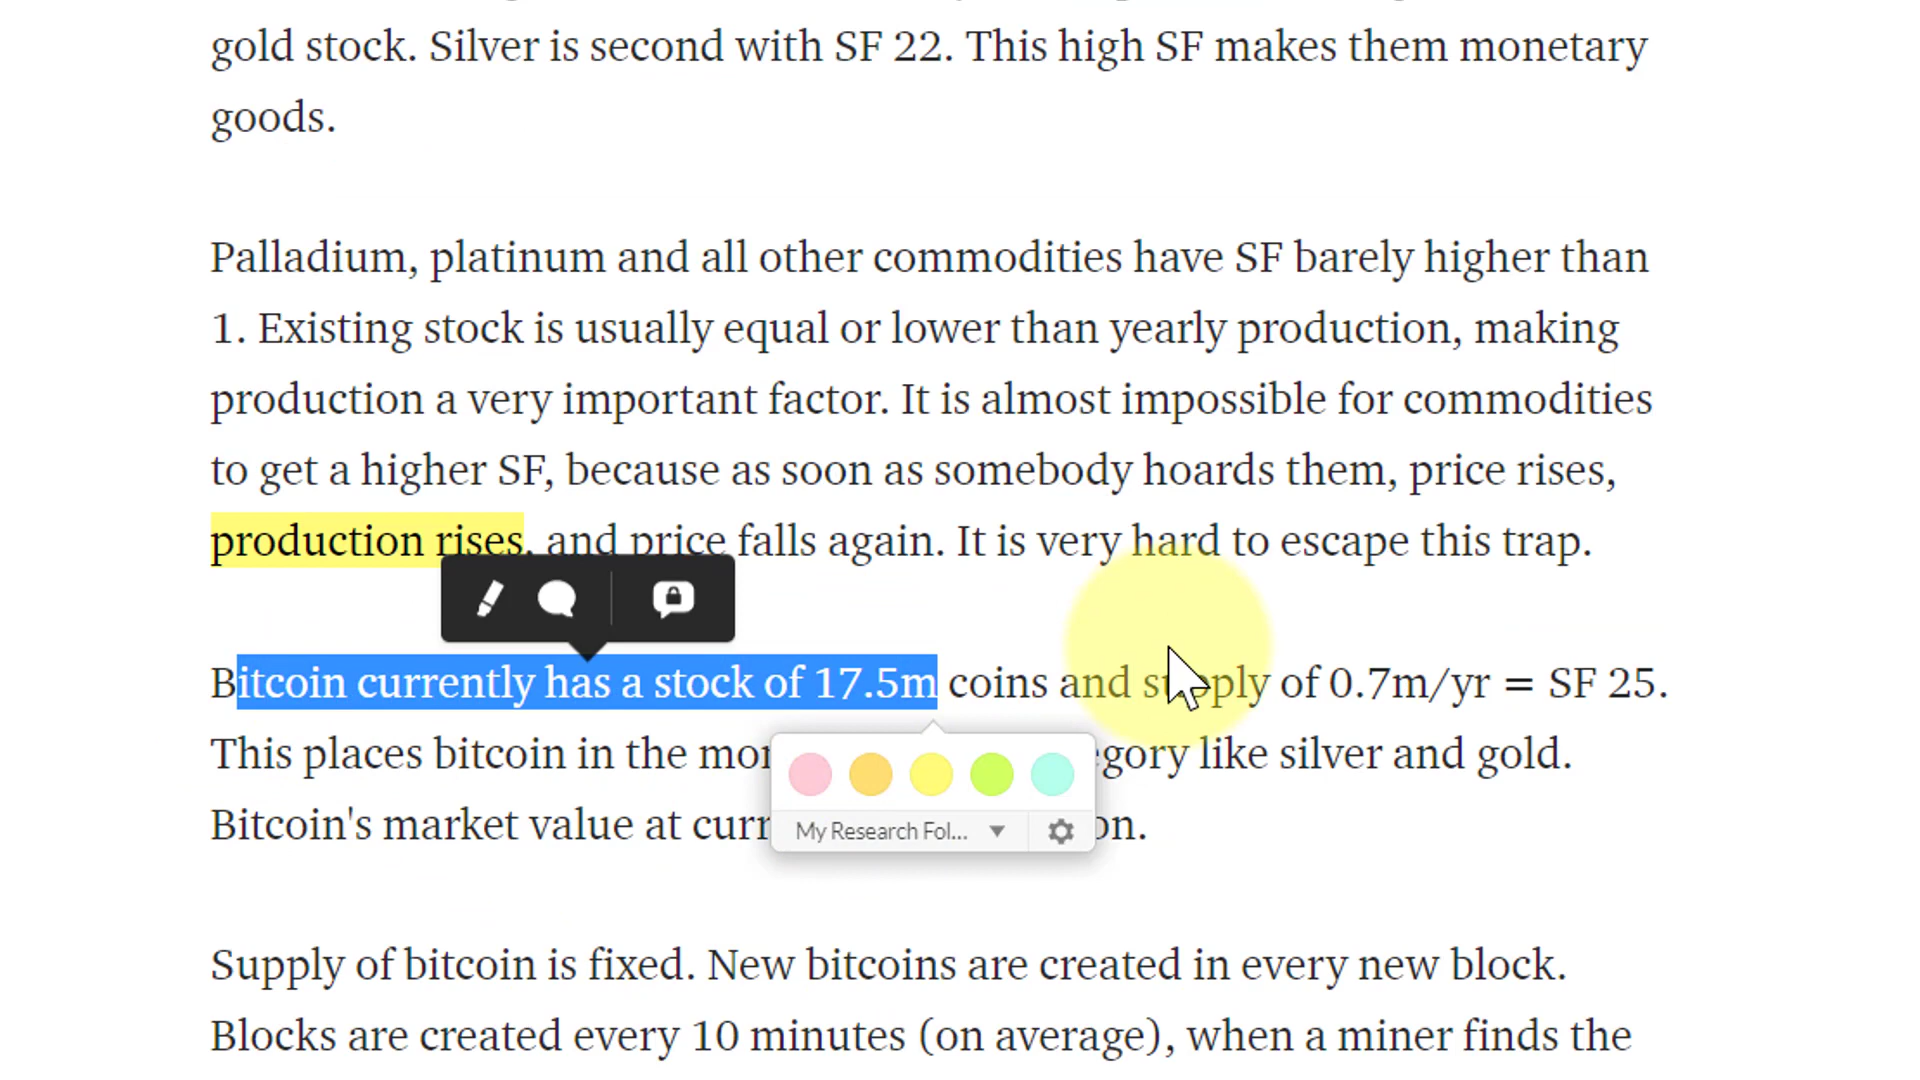 gold stock. Silver is second with SF 22. This high SF makes them monetary
goods.
Palladium, platinum and all other commodities have SF barely higher than
1. Existing stock is usually equal or lower than yearly production, making
production a very important factor. It is almost impossible for commodities
to get a higher SF, because as soon as somebody hoards them, price rises,
production rises, and price falls again. It is very hard to escape this trap.
Bitcoin currently has a stock of 17.5m coins and supply of 0.7m/yr = SF 25.
This places bitcoin in the like silver and gold.
Bitcoin's market value at
My Research Fol...
Supply of bitcoin is fixed. New bitcoins are created in every new block.
Blocks are created every 10 minutes (on average), when a miner finds the